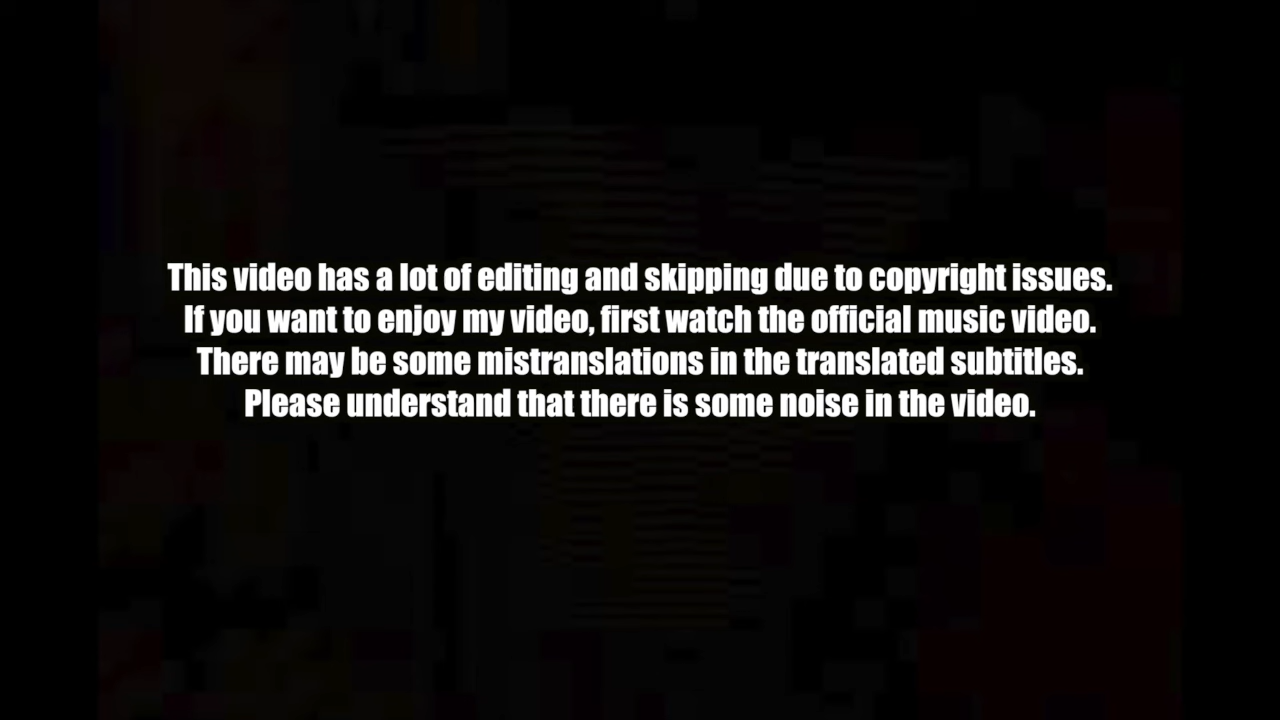 This video has a lot of editing and skipping due to copyright issues.
If you want to enjoy my video, first watch the official music video.
There may be some mistranslations in the translated subtitles.
Please understand that there is some noise in the video.